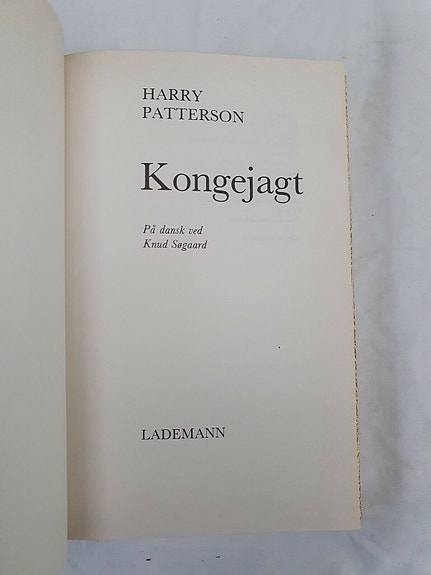 HARRY
PATTERSON
Kongejagt
På dansk ved
Knud Søgaard
LADEMANN